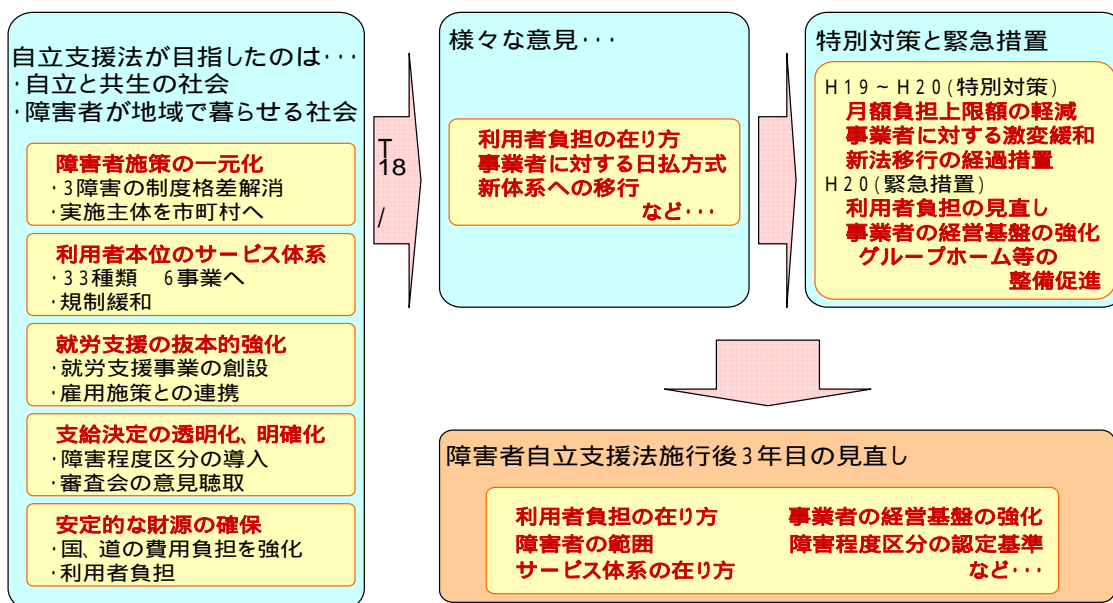 自立支援法が目指したのは･･･
･自立と共生の社会
･障害者が地域で暮らせる社会
障害者施策の一元化
･3障害の制度格差解消
･実施主体を市町村へ
利用者本位のサービス体系
･33種類　6事業へ
･規制緩和
就労支援の抜本的強化
･就労支援事業の創設
･雇用施策との連携
支給決定の透明化、明確化
･障害程度区分の導入
･審査会の意見聴取
安定的な財源の確保
･国、道の費用負担を強化
･利用者負担
T
18
/
様々な意見･･･
利用者負担の在り方
事業者に対する日払方式
新体系への移行
など･･･
特別対策と緊急措置
H19～H20(特別対策)
月額負担上限額の軽減
事業者に対する激変緩和
新法移行の経過措置
H20(緊急措置)
利用者負担の見直し
事業者の経営基盤の強化
グループホーム等の
整備促進
障害者自立支援法施行後3年目の見直し
利用者負担の在り方
障害者の範囲
サービス体系の在り方
事業者の経営基盤の強化
障害程度区分の認定基準
など･･･